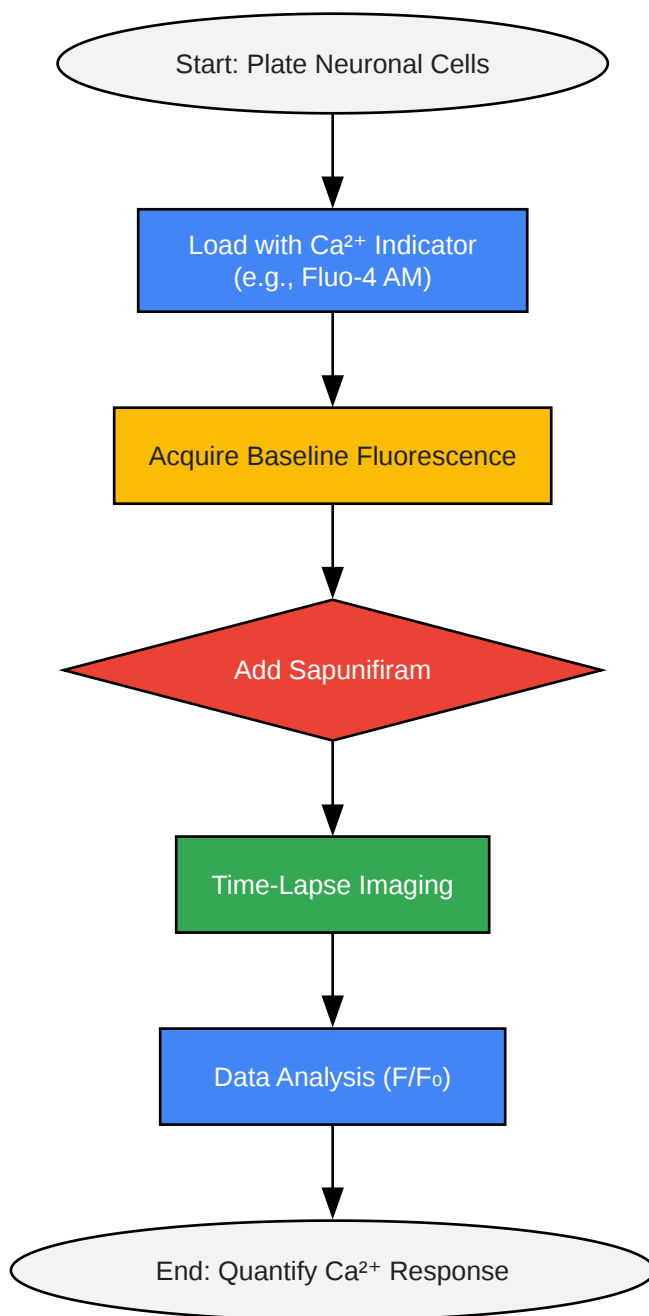 Start: Plate Neuronal Cells
Load with Ca²⁺ Indicator
(e.g., Fluo-4 AM)
Acquire Baseline Fluorescence
Add Sapunifiram
Time-Lapse Imaging
Data Analysis (F/F₀)
End: Quantify Ca²⁺ Response